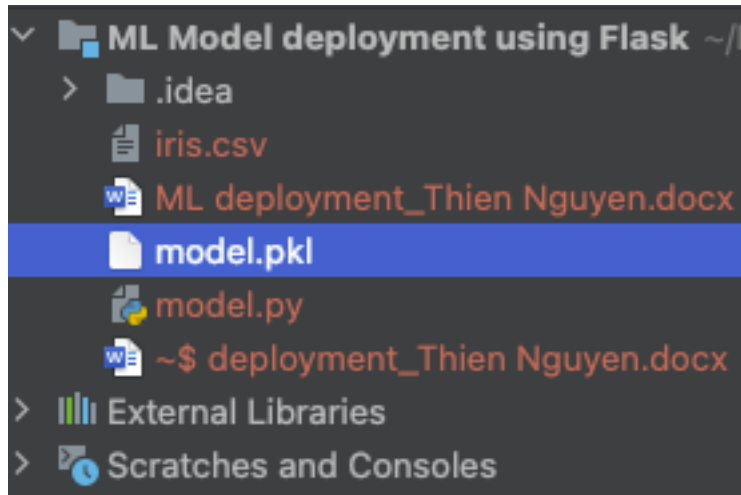 ML Model deployment using Flask ~/
.idea
iris.csv
ML deployment_Thien Nguyen.docx
model.pkl
model.py
~$ deployment_Thien Nguyen.docx
External Libraries
Scratches and Consoles